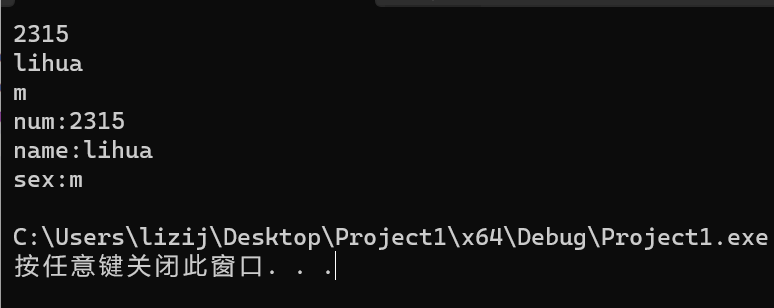 2315
lihua
m
num:2315
name:lihua
sex:m
C:\Users\lizij\Desktop\Project1\x64\Debug\Project1.exe
按任意键关闭此窗口. . .